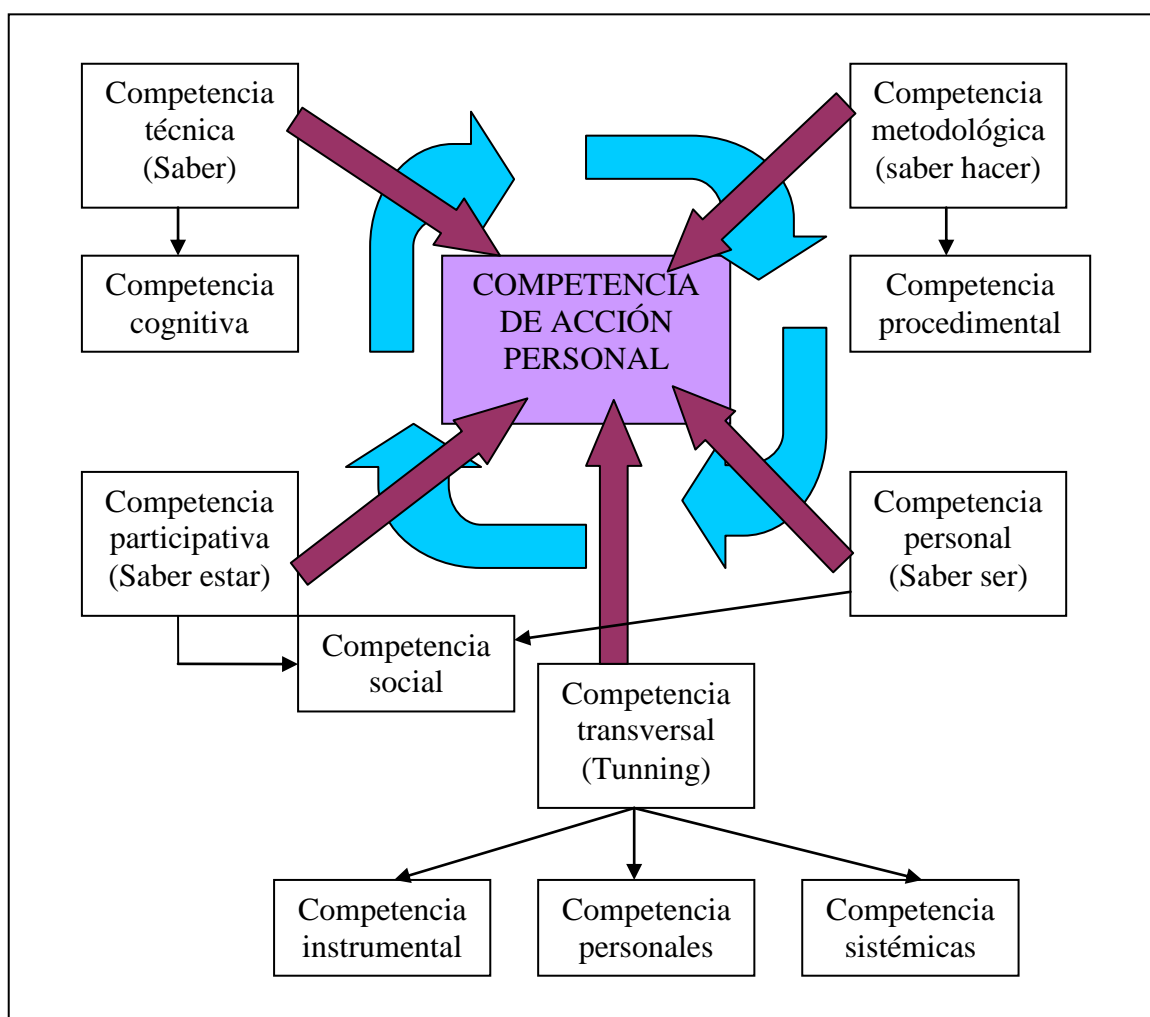 Competencia
técnica
(Saber)
Competencia
metodológica
(saber hacer)
Competencia
cognitiva
COMPETENCIA
DE ACCIÓN
PERSONAL
Competencia
procedimental
Competencia
participativa
(Saber estar)
Competencia
personal
(Saber ser)
Competencia
social
Competencia
transversal
(Tunning)
Competencia
instrumental
Competencia
personales
Competencia
sistémicas